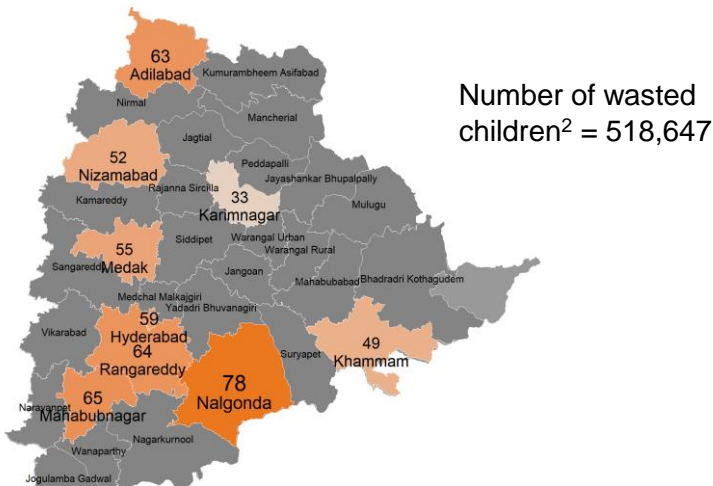 63
Adilabad
Kumurambheem Asifabad
Nirmal
Mancherial
Number of wasted
children² = 518,647
Jagtial
52
Nizamabad
Peddapalli
Jayashankar Bhupalpally
Rajanna Sircilla
33
Karimnagar
Kamareddy
Mulugu
55
Medak
Siddipet
Warangal Urban
Warangal Rural
Sangareddy
Jangoan
Mahabubabad
Bhadradri Kothagudem
Medchal Malkajgiri
Yadadri Bhuvanagiri
59
Hyderabad
Vikarabad
64
Rangareddy
Suryapet
49
Khammam
78
Nalgonda
65
Narayanpet
Mahabubnagar
Nagarkurnool
Wanaparthy
Jogulamba Gadwal